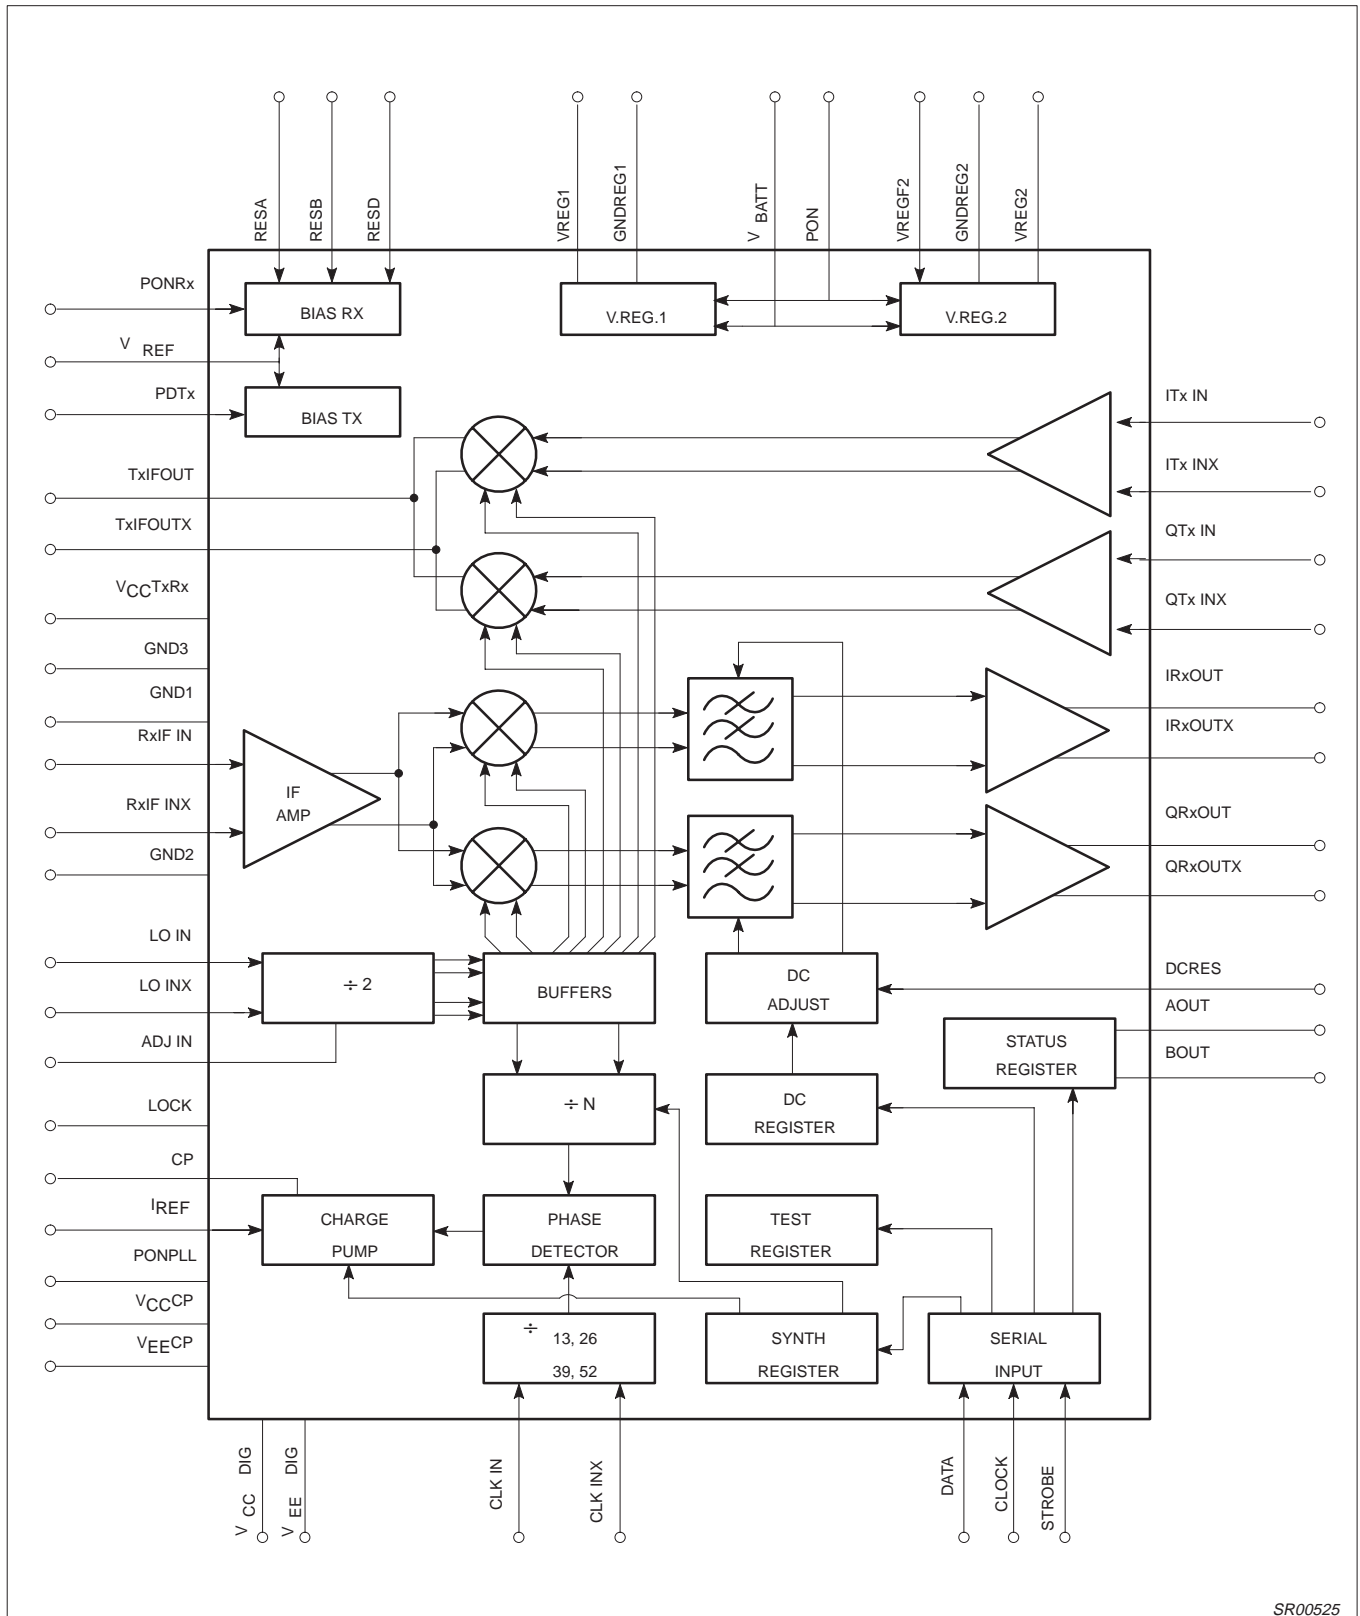 RESA
RESB
RESD
VREG1
GNDREG1
V BATT
PON
VREGF2
GNDREG2
VREG2
PONRx
BIAS RX
V.REG.1
V.REG.2
V REF
PDTx
BIAS TX
ITx IN
TxIFOUT
ITx INX
TxIFOUTX
QTx IN
VCCTxRx
QTx INX
GND3
IRxOUT
GND1
RxIF IN
IRxOUTX
IF
AMP
RxIF INX
QRxOUT
GND2
QRxOUTX
LO IN
÷ 2
BUFFERS
DC
ADJUST
DCRES
LO INX
AOUT
ADJ IN
STATUS
REGISTER
BOUT
LOCK
÷ N
DC
REGISTER
CP
IREF
CHARGE
PUMP
PHASE
DETECTOR
TEST
REGISTER
PONPLL
VCCCP
÷ 13, 26
39, 52
SYNTH
REGISTER
SERIAL
INPUT
VEECP
V CC DIG
V EE DIG
CLK IN
CLK INX
DATA
CLOCK
STROBE
SR00525